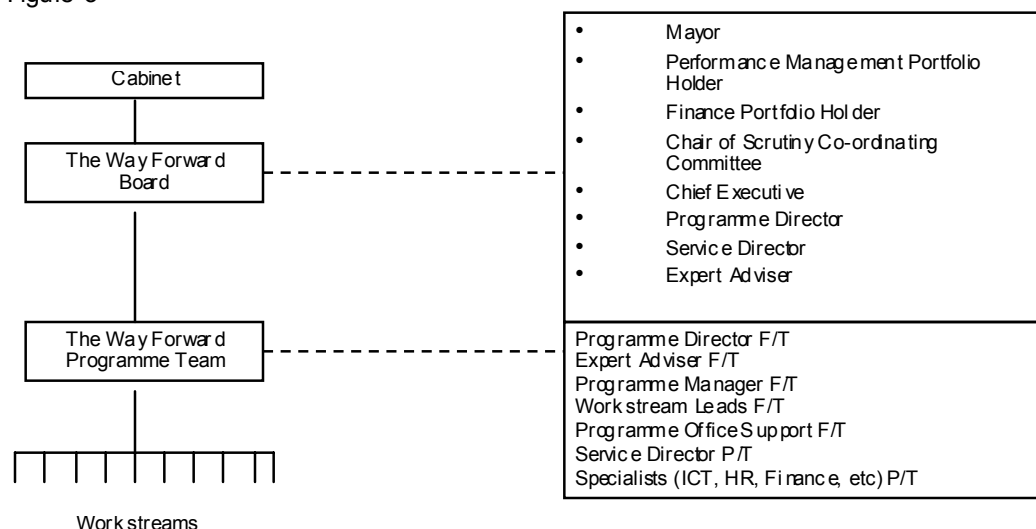 Cabinet
The Way Forward
Board
The Way Forward
Programme Team
Work streams
• Mayor
• Performance Management Portfolio
Holder
• Finance Portfolio Holder
• Chair of Scrutiny Co-ordinating
Committee
• Chief Executive
• Programme Director
• Service Director
• Expert Adviser
Programme Director F/T
Expert Adviser F/T
Programme Manager F/T
Work stream Leads F/T
Programme Office Support F/T
Service Director P/T
Specialists (ICT, HR, Finance, etc) P/T